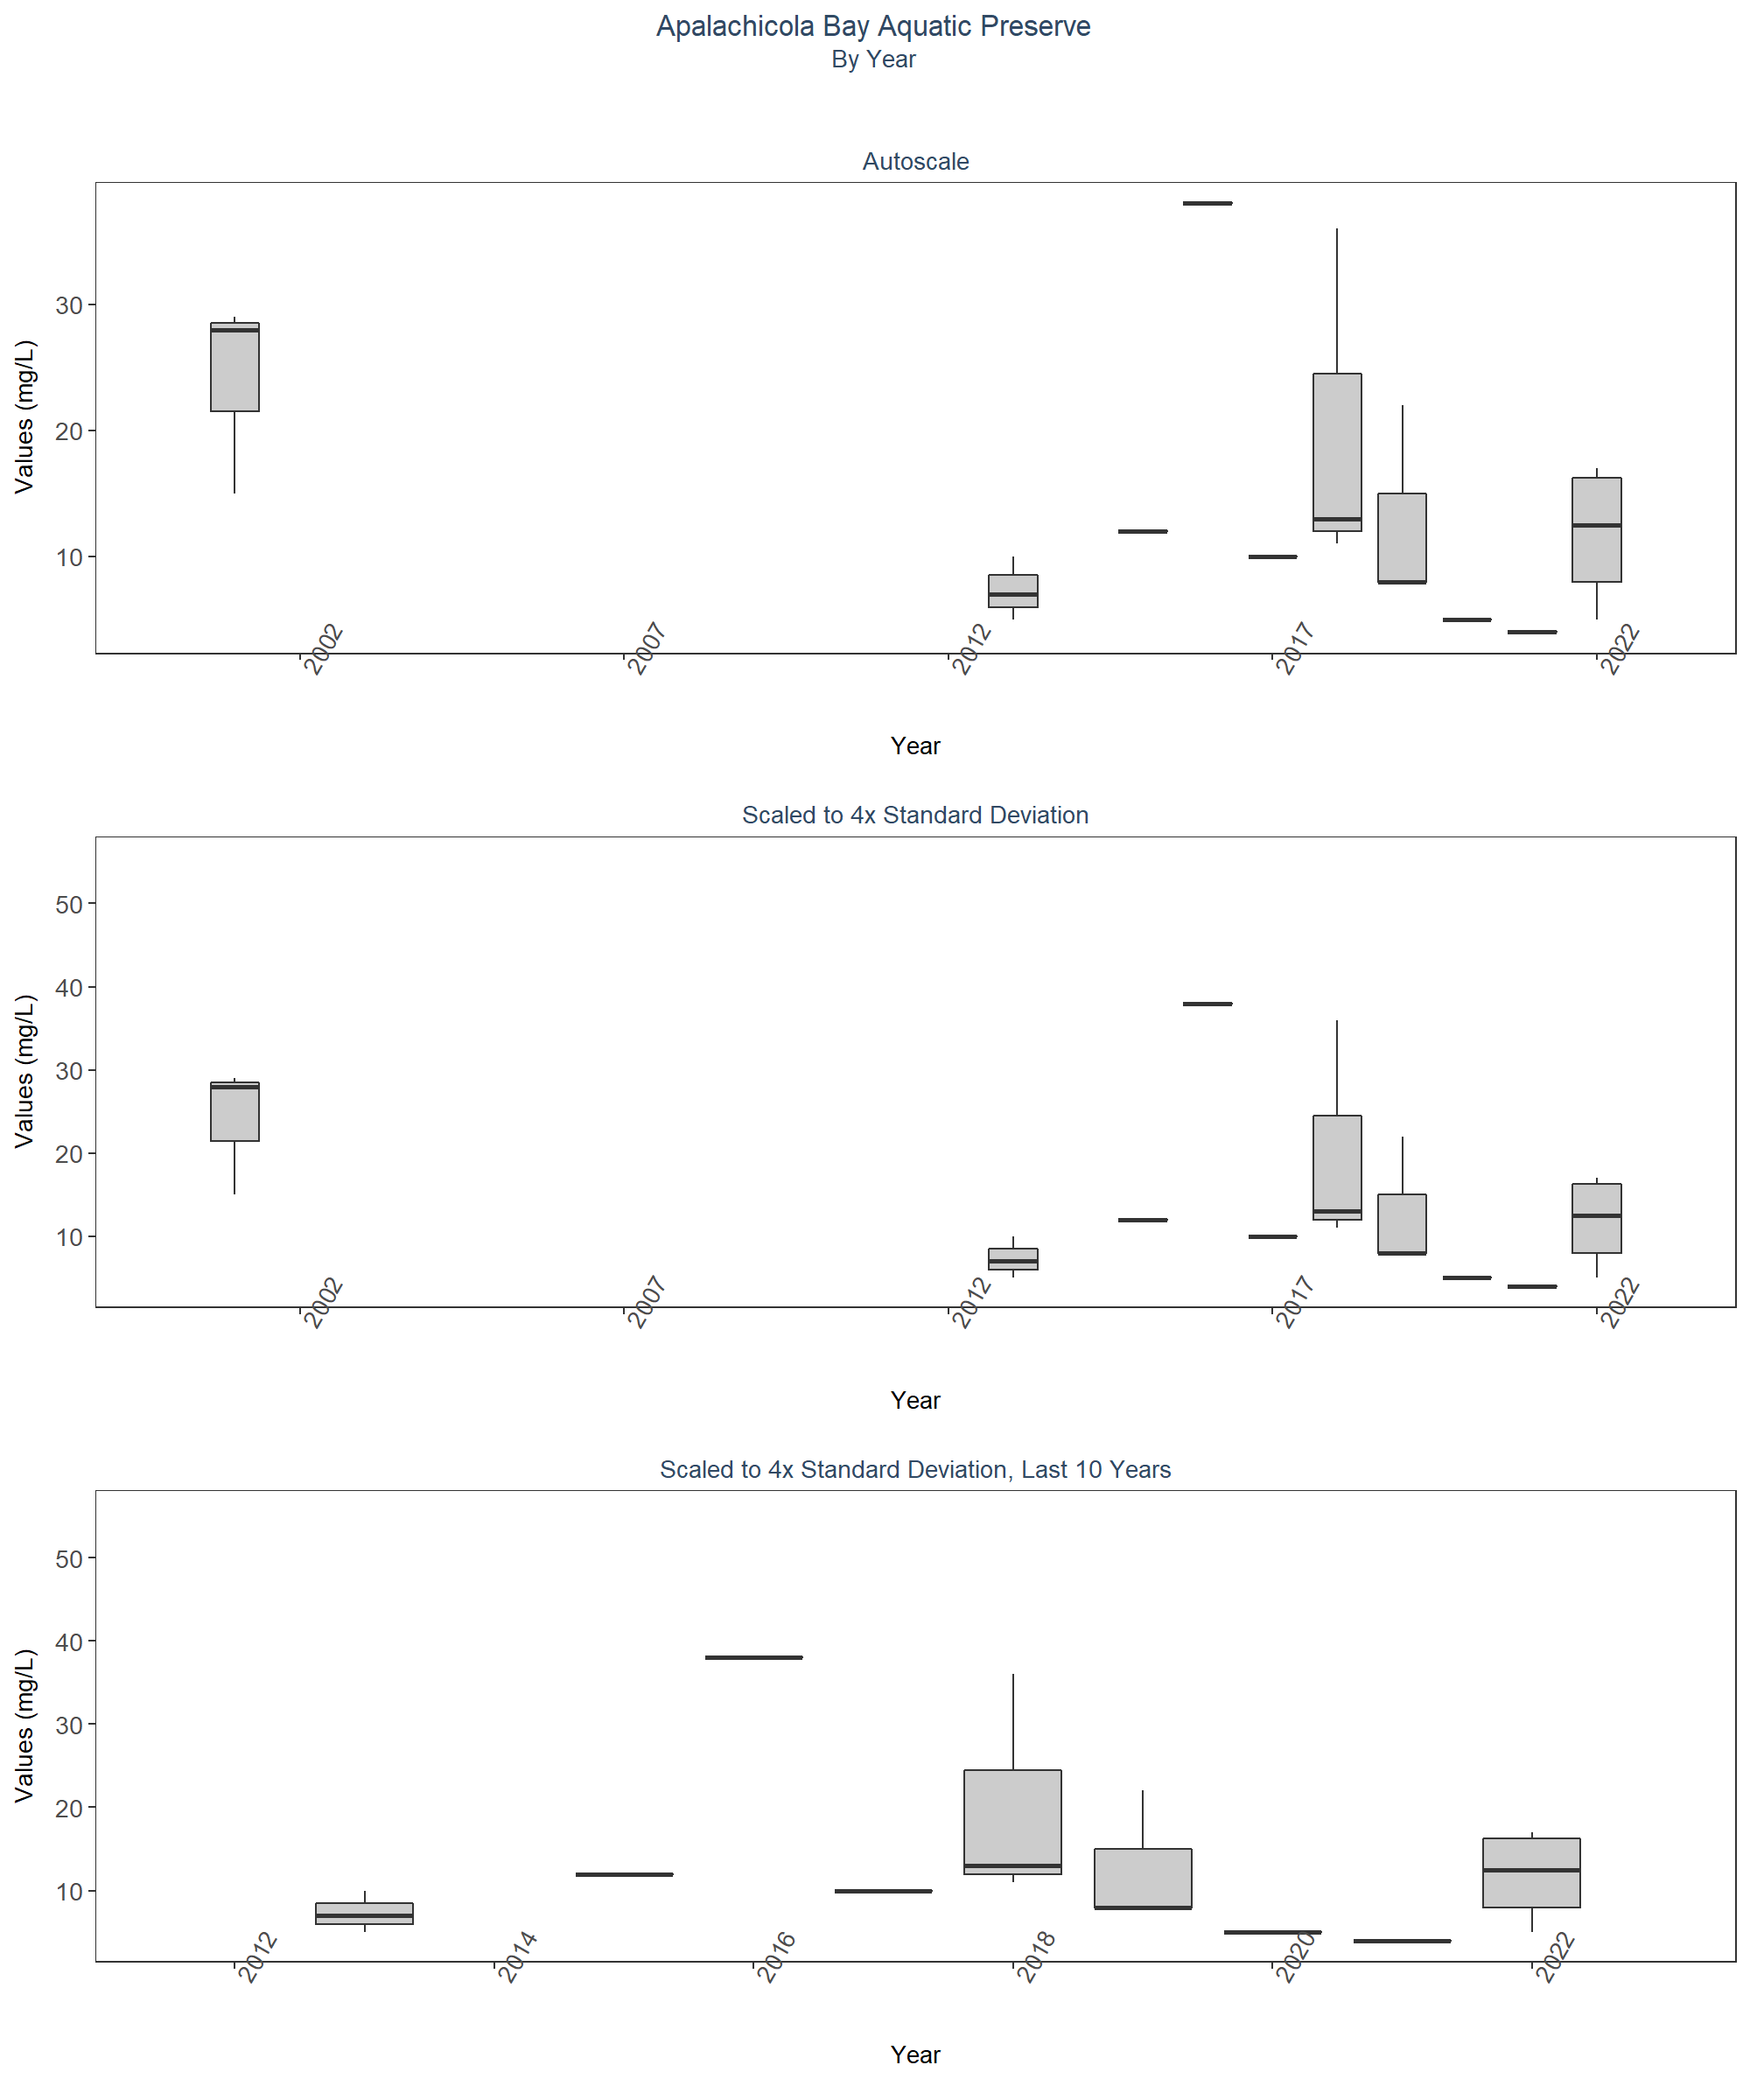 Apalachicola Bay Aquatic Preserve
By Year
Autoscale
Values (mg/L)
30
20
10
2002 2007 2012 2017 2022
Year
Scaled to 4x Standard Deviation
Values (mg/L)
50
40
30
20
10
2002 2007 2012 2017 2022
Year
Scaled to 4x Standard Deviation, Last 10 Years
Values (mg/L)
50
40
30
20
10
2012 2014 2016 2018 2020 2022
Year